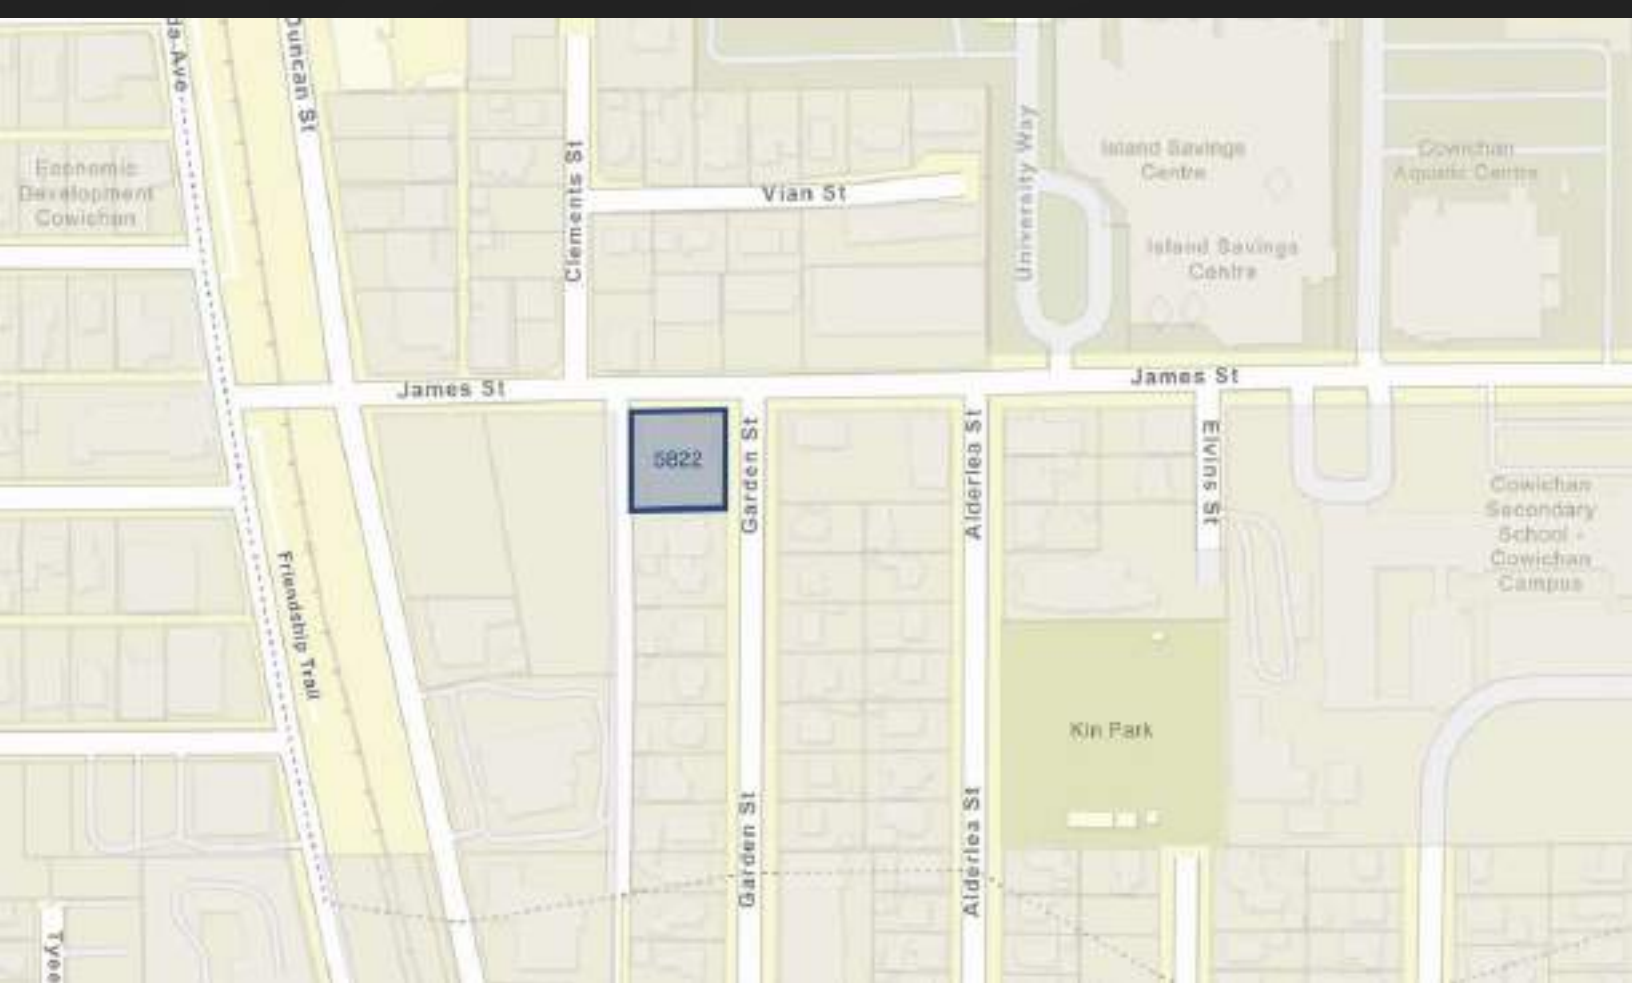 Duncan St
Economic
Development
Cowichan
Clements St
Vian St
University Way
Island Savings
Centre
Island Savings
Centre
Cowichan
Aquatic Centre
James St
James St
5822
Garden St
Alderlea St
Elvins St
Cowichan
Secondary
School -
Cowichan
Campus
Friendship Trail
Kin Park
Garden St
Alderlea St